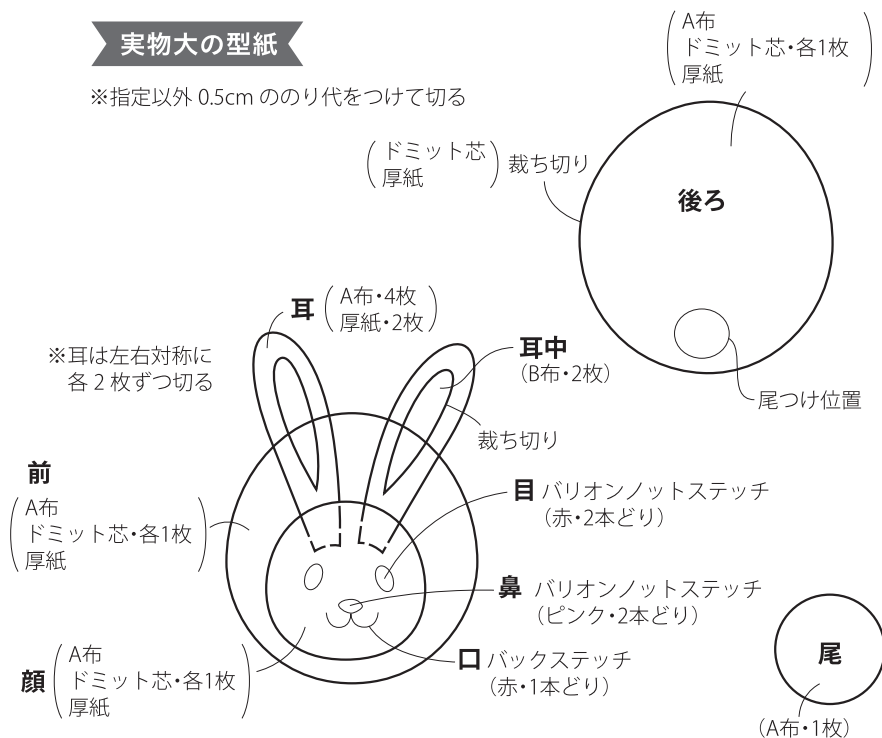 実物大の型紙
※指定以外 0.5cm ののり代をつけて切る
A布
ドミット芯・各1枚
厚紙
ドミット芯
厚紙
裁ち切り
後ろ
尾つけ位置
耳
A布・4枚
厚紙・2枚
※耳は左右対称に
各 2 枚ずつ切る
耳中
（B布・2枚）
裁ち切り
前
A布
ドミット芯・各1枚
厚紙
目 バリオンノットステッチ
（赤・2本どり）
鼻 バリオンノットステッチ
（ピンク・2本どり）
口 バックステッチ
（赤・1本どり）
顔
A布
ドミット芯・各1枚
厚紙
尾
（A布・1枚）